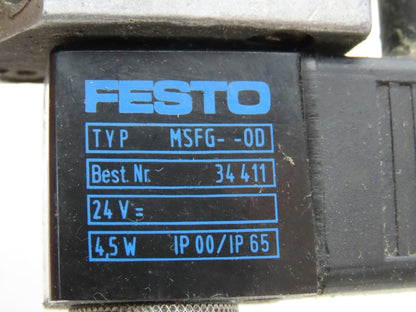 FESTO
TYP MSFG- -OD
Best. Nr. 34 411
24 V ⎓
4,5 W IP 00/IP 65